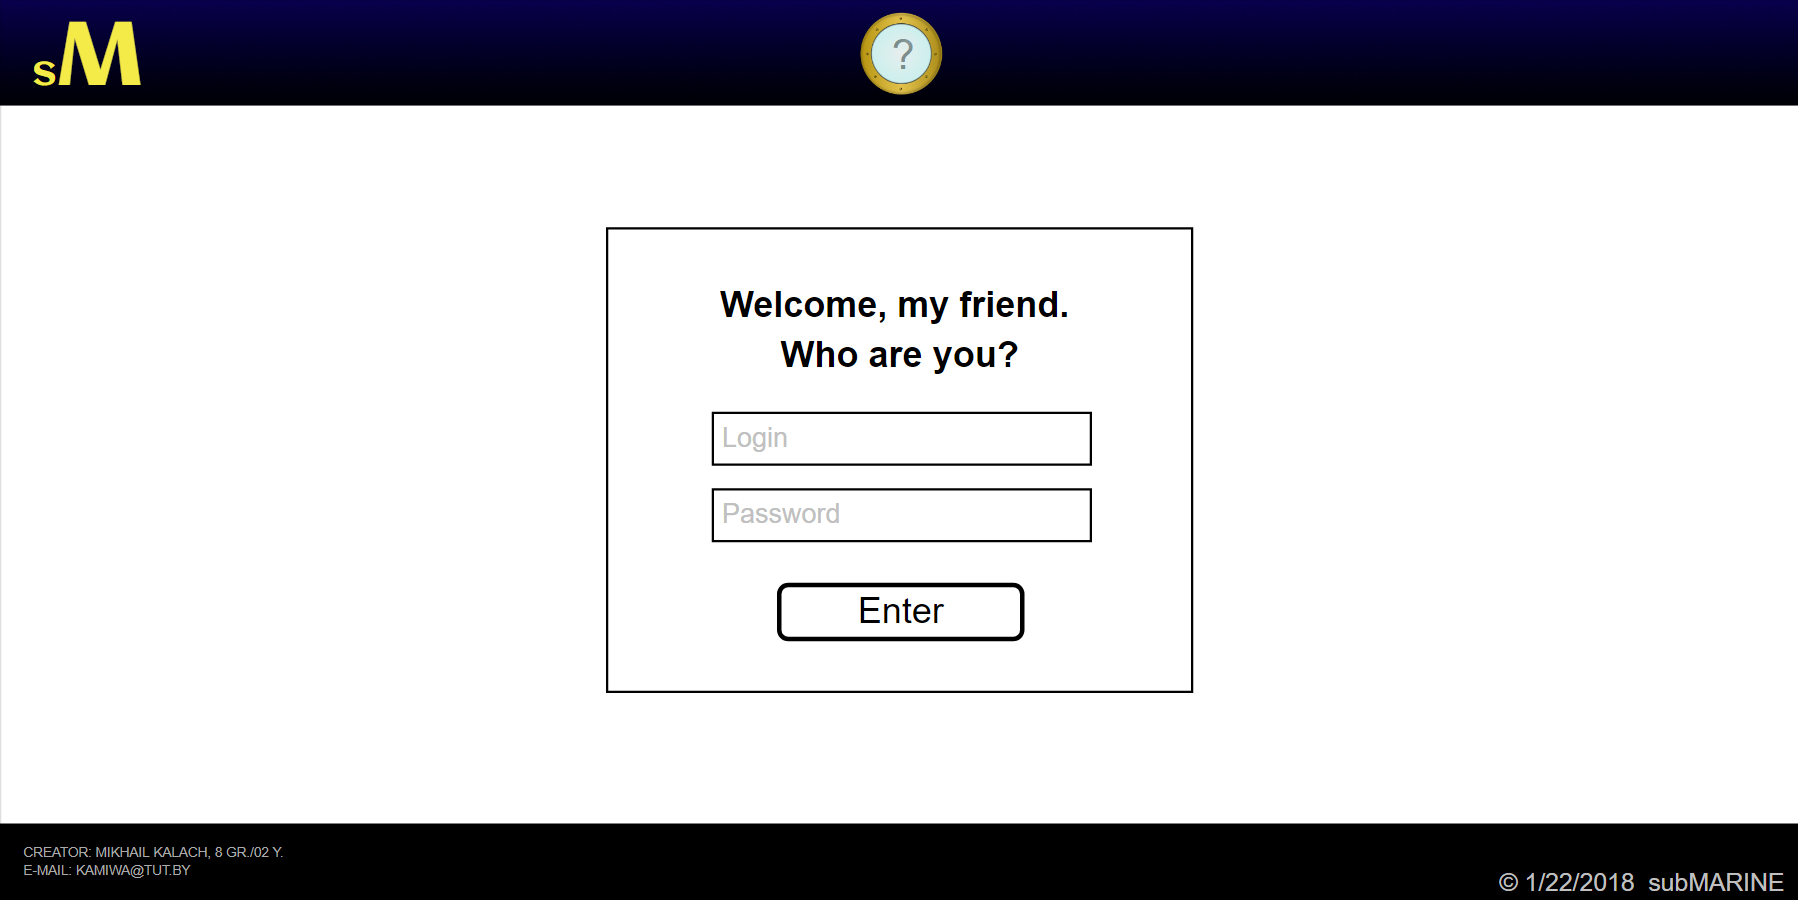 sM
?
Welcome, my friend.
Who are you?
Login
Password
Enter
CREATOR: MIKHAIL KALACH, 8 GR./02 Y.
E-MAIL: KAMIWA@TUT.BY
© 1/22/2018 subMARINE